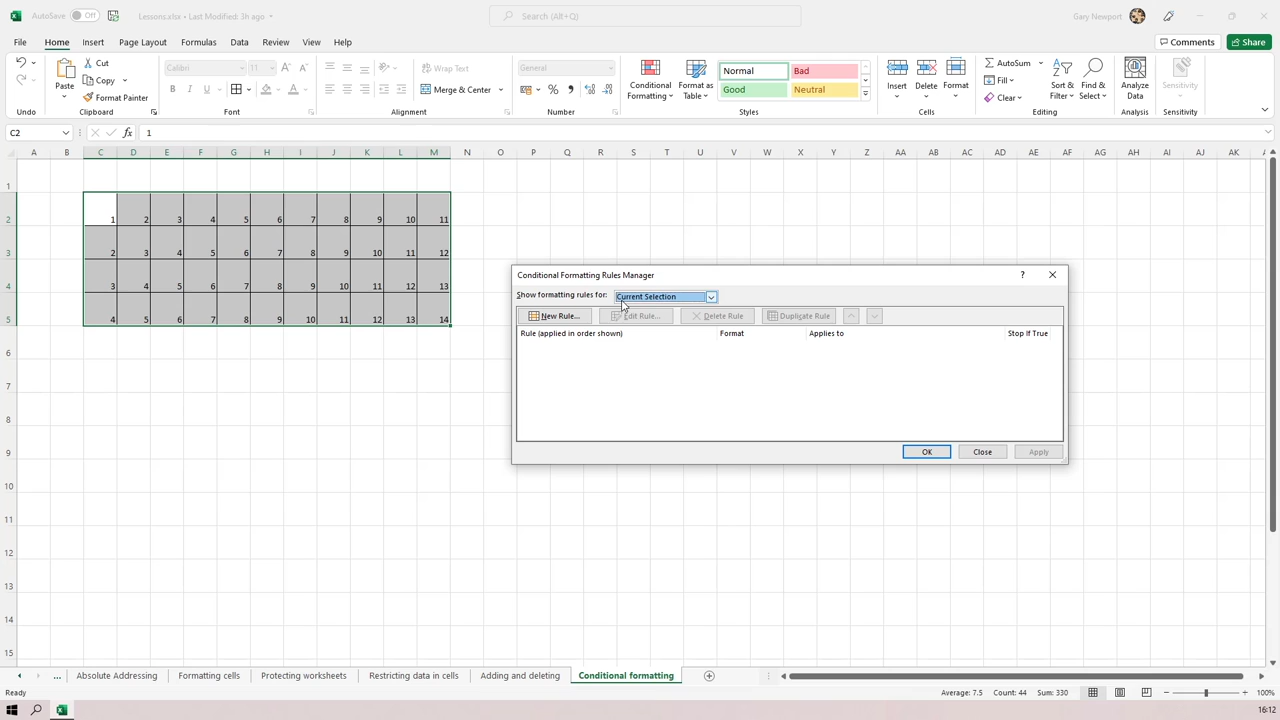 AutoSave Off Lessons.xlsx • Last Modified: 3h ago Search (Alt+Q) Gary Newport
File Home Insert Page Layout Formulas Data Review View Help Comments Share
Cut
Copy
Format Painter
Paste
Calibri 11
B I U A
Wrap Text
Merge & Center
General
% 9
Conditional Formatting
Format as Table
Normal Bad
Good Neutral
Insert Delete Format
AutoSum
Fill
Clear
Sort & Filter
Find & Select
Analyze Data
Sensitivity
Undo Clipboard Font Alignment Number Styles Cells Editing Analysis Sensitivity
C2 fx 1
A B C D E F G H I J K L M N O P Q R S T U V W X Y Z AA AB AC AD AE AF AG AH AI AJ AK
1
2 1 2 3 4 5 6 7 8 9 10 11
3 2 3 4 5 6 7 8 9 10 11 12
4 3 4 5 6 7 8 9 10 11 12 13
5 4 5 6 7 8 9 10 11 12 13 14
6
7
8
9
10
11
12
13
14
15
Conditional Formatting Rules Manager ?
Show formatting rules for: Current Selection
New Rule... Edit Rule... Delete Rule Duplicate Rule
Rule (applied in order shown) Format Applies to Stop If True
OK Close Apply
... Absolute Addressing Formatting cells Protecting worksheets Restricting data in cells Adding and deleting Conditional formatting
Ready Average: 7.5 Count: 44 Sum: 330 100%
16:12